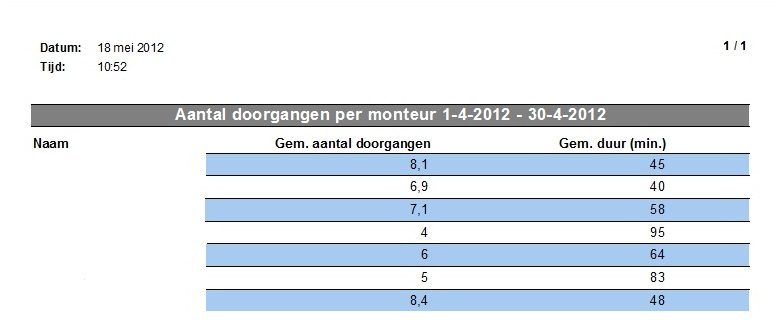 Datum: 18 mei 2012 1 / 1
Tijd: 10:52
Aantal doorgangen per monteur 1-4-2012 - 30-4-2012
Naam Gem. aantal doorgangen Gem. duur (min.)
8,1 45
6,9 40
7,1 58
4 95
6 64
5 83
8,4 48